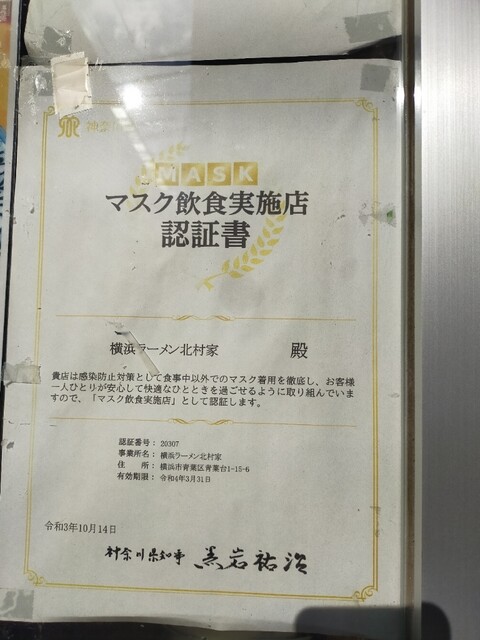 神奈川
MASK
マスク飲食実施店
認証書
横浜ラーメン北村家 殿
貴店は感染防止対策として食事中以外でのマスク着用を徹底し、お客様
一人ひとりが安心して快適なひとときを過ごせるように取り組んでいま
すので、「マスク飲食実施店」として認証します。
認証番号： 20307
事業所名： 横浜ラーメン北村家
住　　所： 横浜市青葉区青葉台1-15-6
有効期限： 令和4年3月31日
令和3年10月14日
神奈川県知事 黒岩祐治